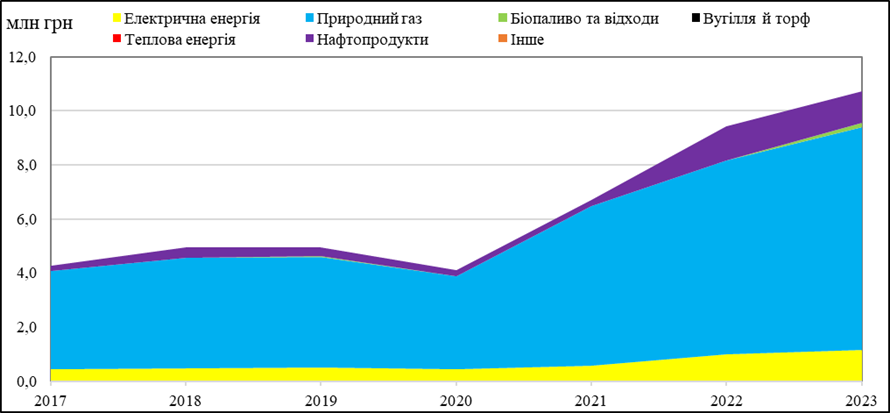 млн грн
Електрична енергія Природний газ Біопаливо та відходи Вугілля й торф
Теплова енергія Нафтопродукти Інше
12,0
10,0
8,0
6,0
4,0
2,0
0,0
2017 2018 2019 2020 2021 2022 2023